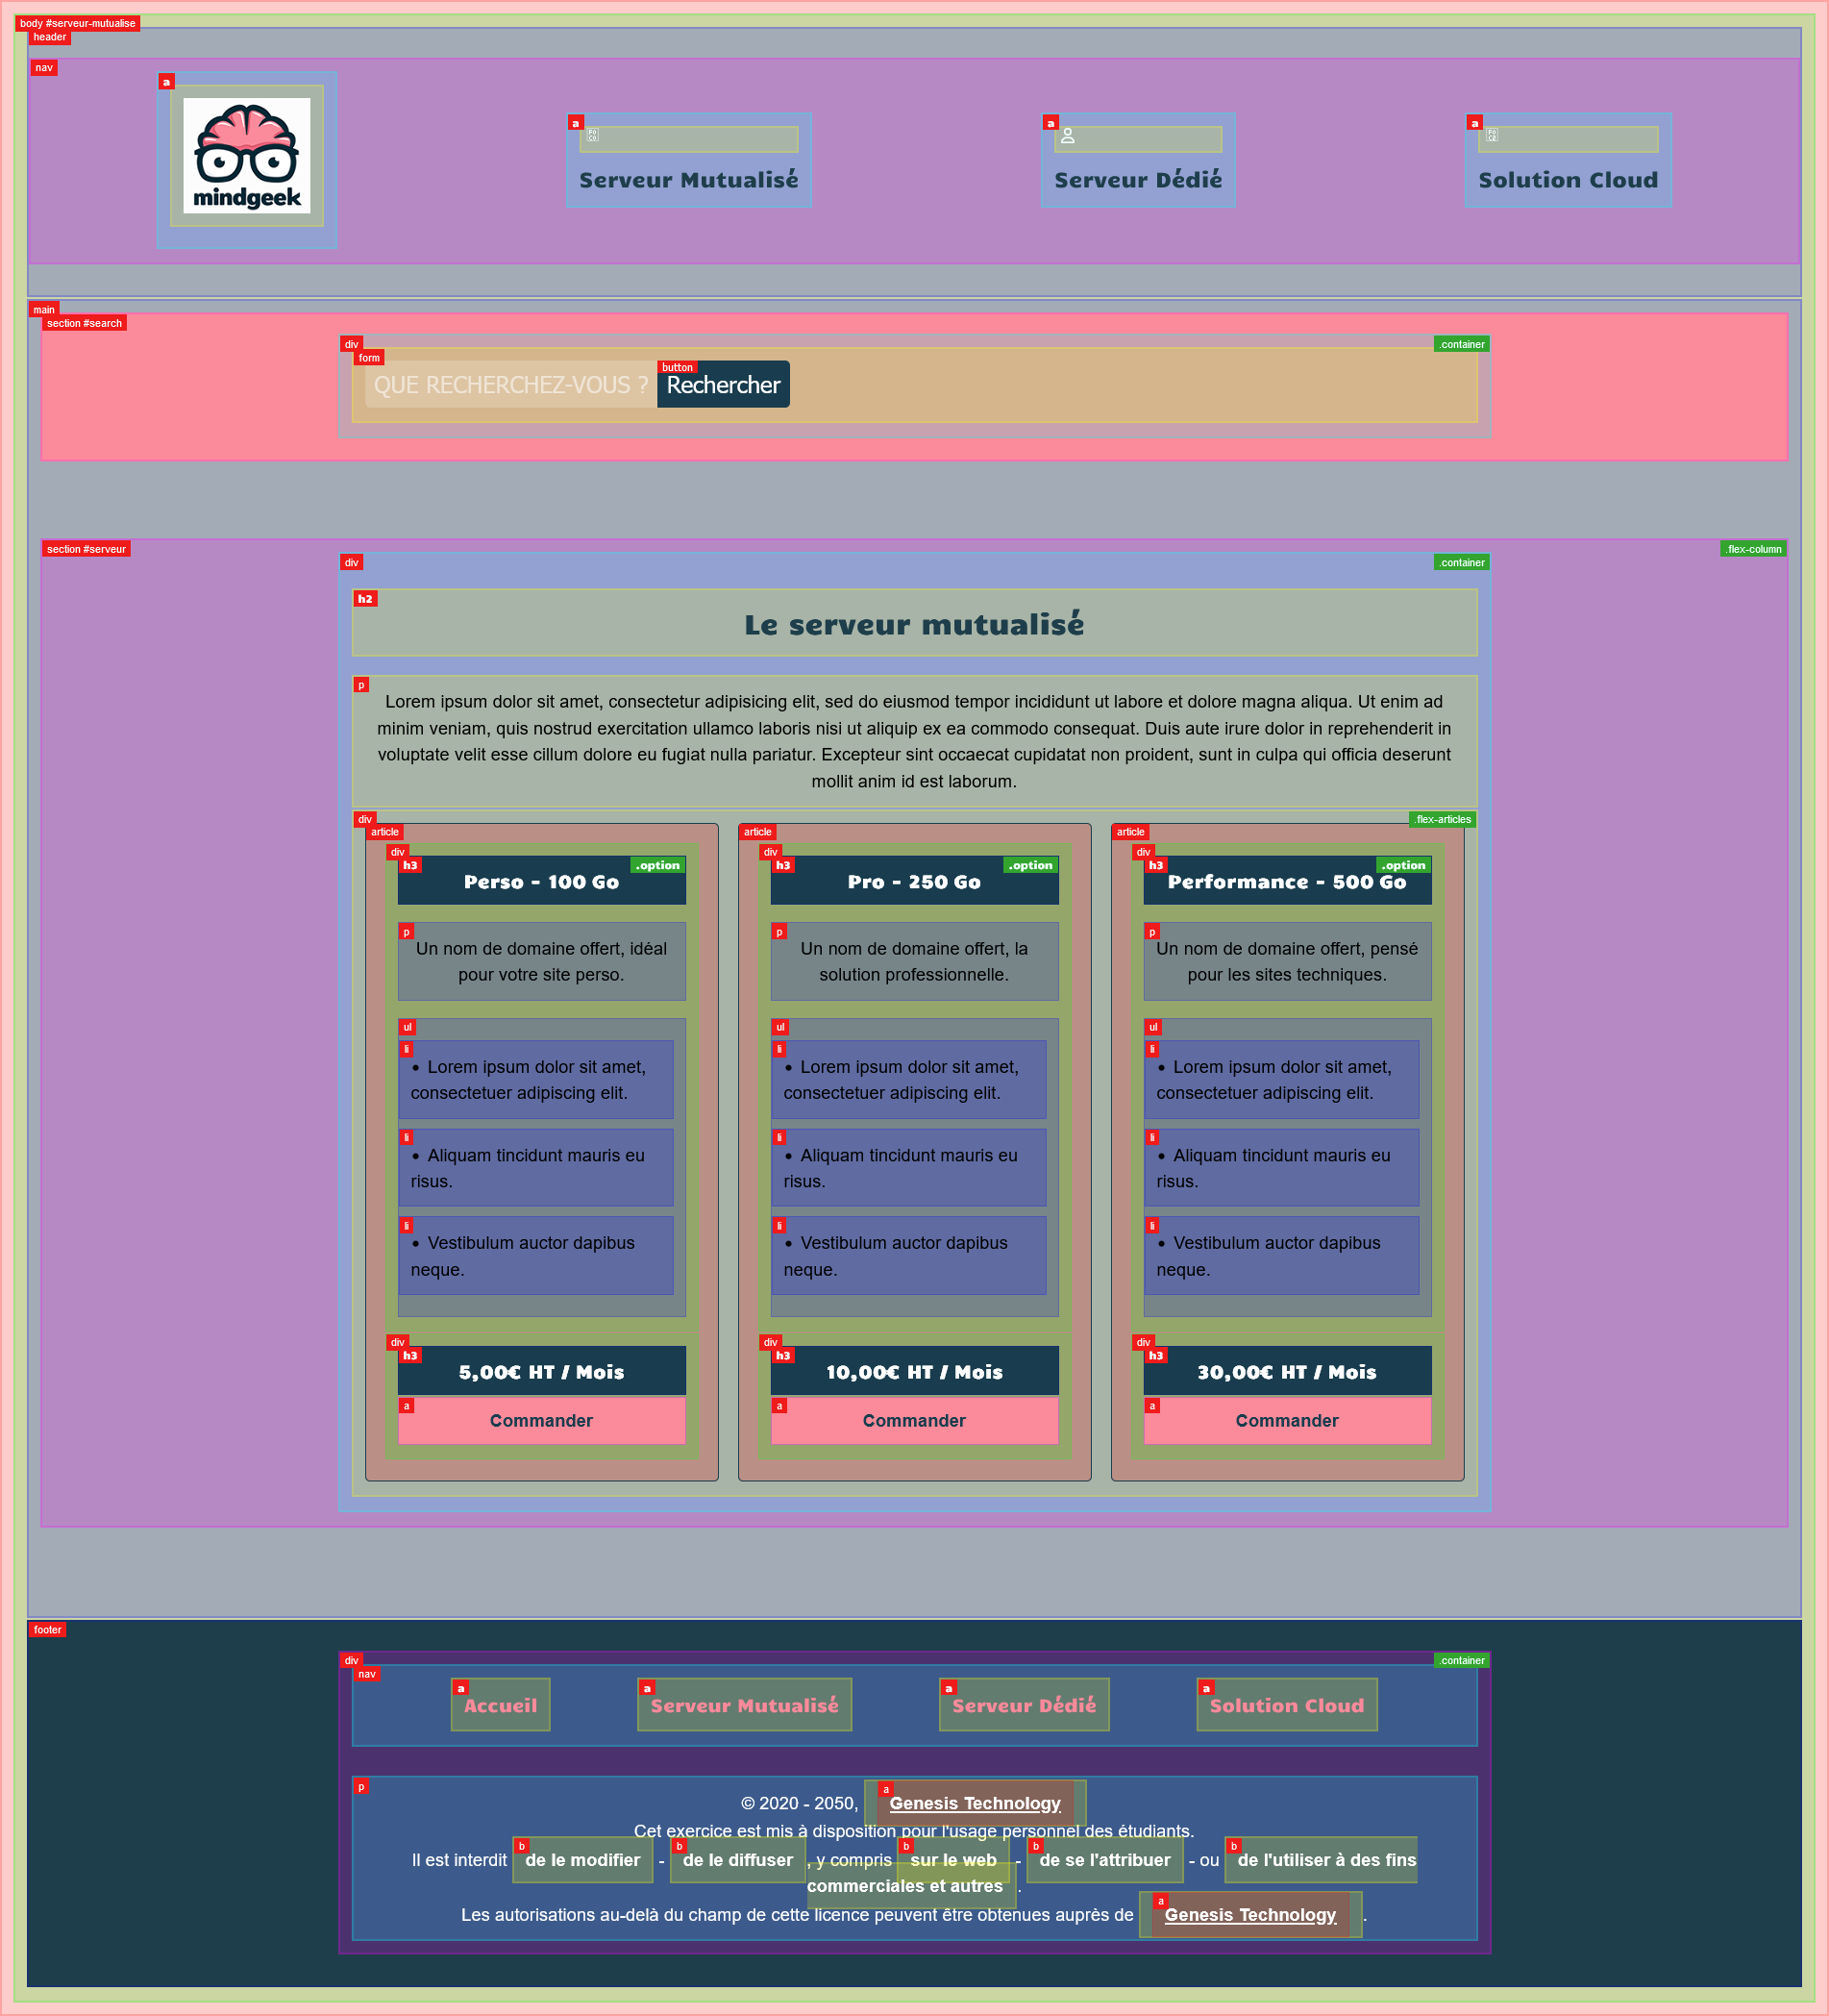 body #serveur-mutualise
header
nav
a
mindgeek
a
Serveur Mutualisé
a
Serveur Dédié
a
Solution Cloud
main
section #search
div
.container
form
QUE RECHERCHEZ-VOUS ?
button
Rechercher
section #serveur
.flex-column
div
.container
h2
Le serveur mutualisé
p
Lorem ipsum dolor sit amet, consectetur adipisicing elit, sed do eiusmod tempor incididunt ut labore et dolore magna aliqua. Ut enim ad
minim veniam, quis nostrud exercitation ullamco laboris nisi ut aliquip ex ea commodo consequat. Duis aute irure dolor in reprehenderit in
voluptate velit esse cillum dolore eu fugiat nulla pariatur. Excepteur sint occaecat cupidatat non proident, sunt in culpa qui officia deserunt
mollit anim id est laborum.
div
.flex-articles
article
div
h3
.option
Perso - 100 Go
p
Un nom de domaine offert, idéal
pour votre site perso.
ul
li
• Lorem ipsum dolor sit amet,
consectetuer adipiscing elit.
li
• Aliquam tincidunt mauris eu
risus.
li
• Vestibulum auctor dapibus
neque.
div
h3
5,00€ HT / Mois
a
Commander
article
div
h3
.option
Pro - 250 Go
p
Un nom de domaine offert, la
solution professionnelle.
ul
li
• Lorem ipsum dolor sit amet,
consectetuer adipiscing elit.
li
• Aliquam tincidunt mauris eu
risus.
li
• Vestibulum auctor dapibus
neque.
div
h3
10,00€ HT / Mois
a
Commander
article
div
h3
.option
Performance - 500 Go
p
Un nom de domaine offert, pensé
pour les sites techniques.
ul
li
• Lorem ipsum dolor sit amet,
consectetuer adipiscing elit.
li
• Aliquam tincidunt mauris eu
risus.
li
• Vestibulum auctor dapibus
neque.
div
h3
30,00€ HT / Mois
a
Commander
footer
div
.container
nav
a
Accueil
a
Serveur Mutualisé
a
Serveur Dédié
a
Solution Cloud
p
a
© 2020 - 2050, Genesis Technology
Cet exercice est mis à disposition pour l'usage personnel des étudiants.
b
b
b
b
b
Il est interdit de le modifier - de le diffuser , y compris sur le web - de se l'attribuer - ou de l'utiliser à des fins
commerciales et autres .
a
Les autorisations au-delà du champ de cette licence peuvent être obtenues auprès de Genesis Technology .